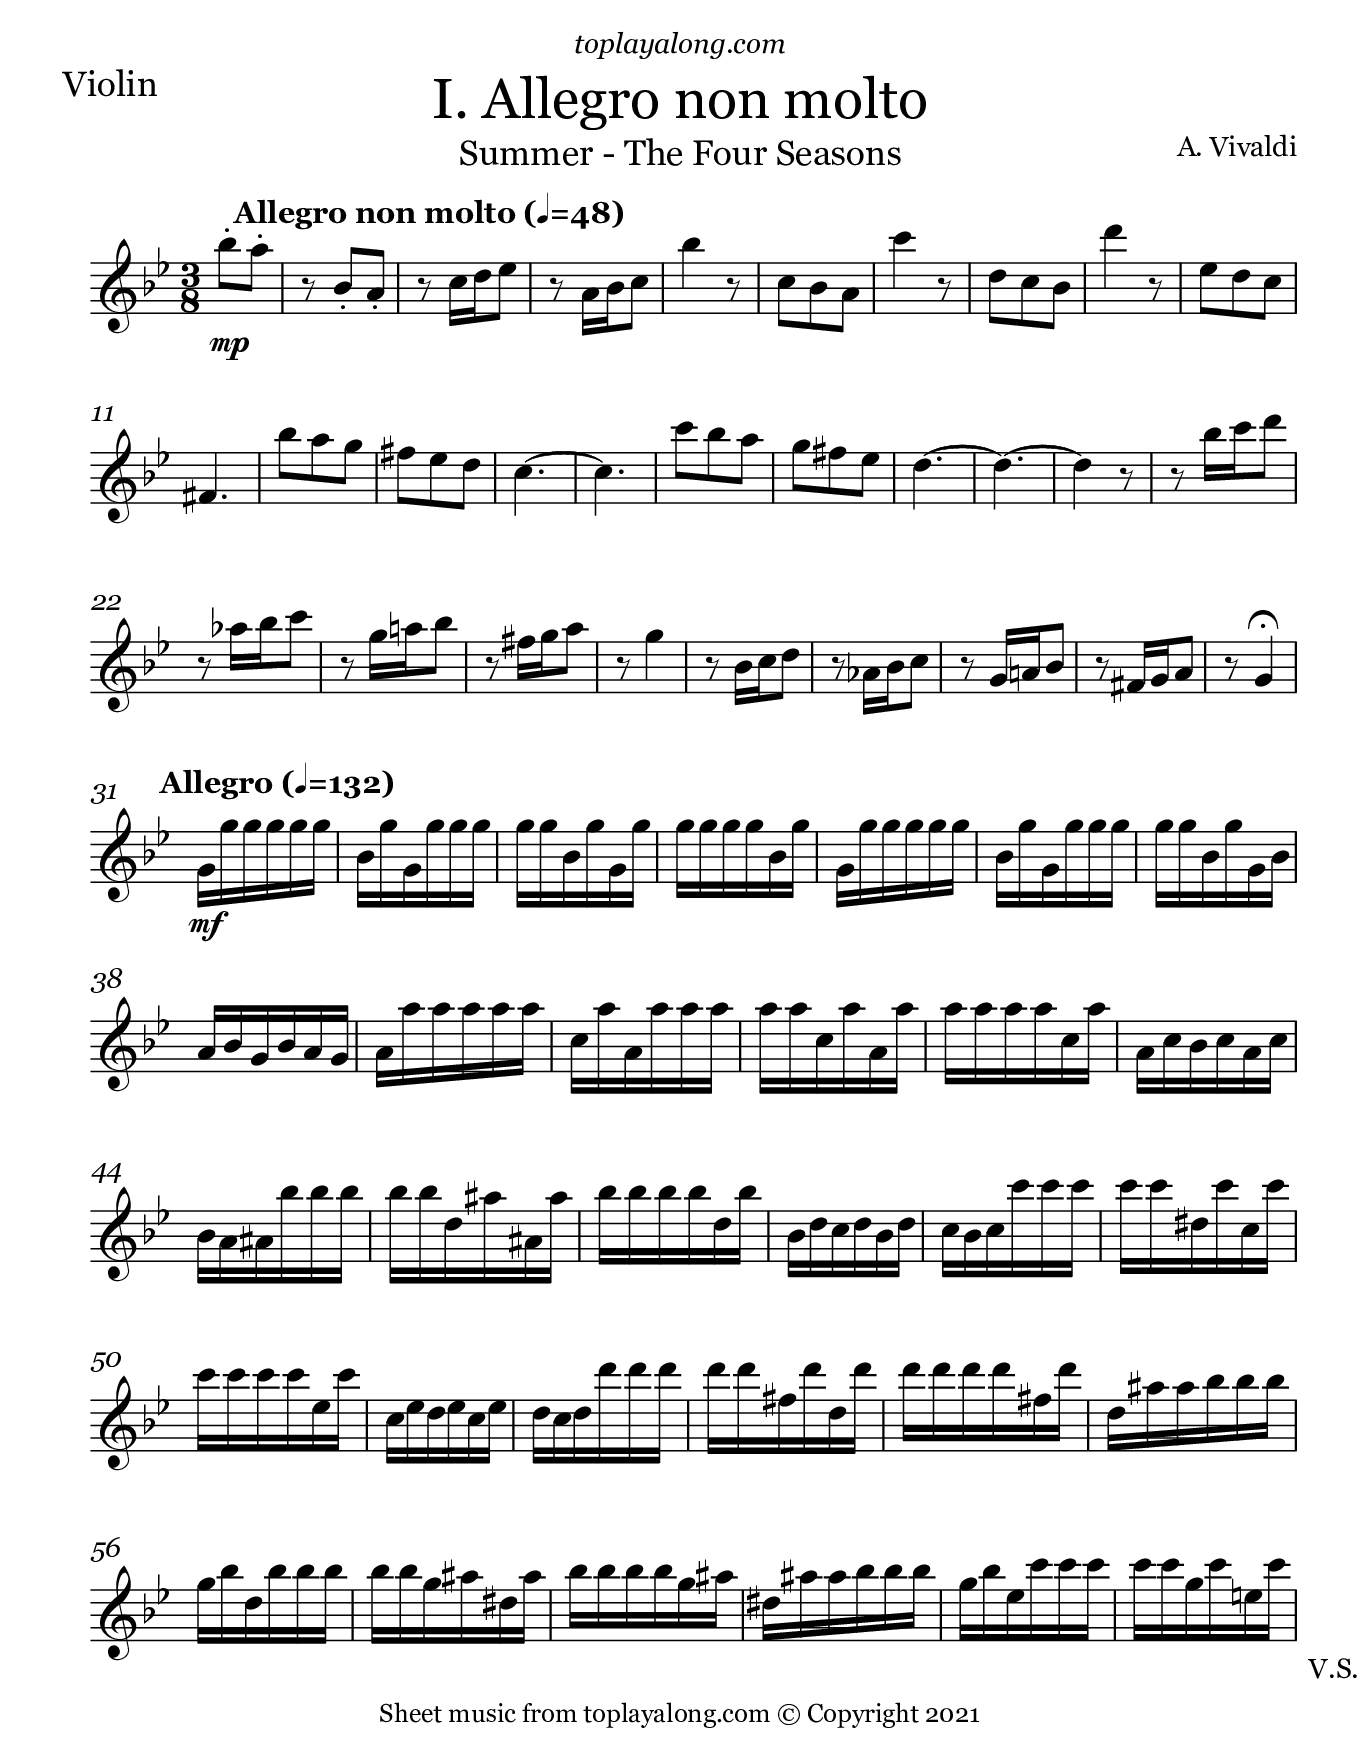 toplayalong.com
Violin
I. Allegro non molto
Summer - The Four Seasons
A. Vivaldi
Allegro non molto (♩=48)
3
8
mp
11
22
Allegro (♩=132)
31
mf
38
44
50
56
V.S.
Sheet music from toplayalong.com © Copyright 2021